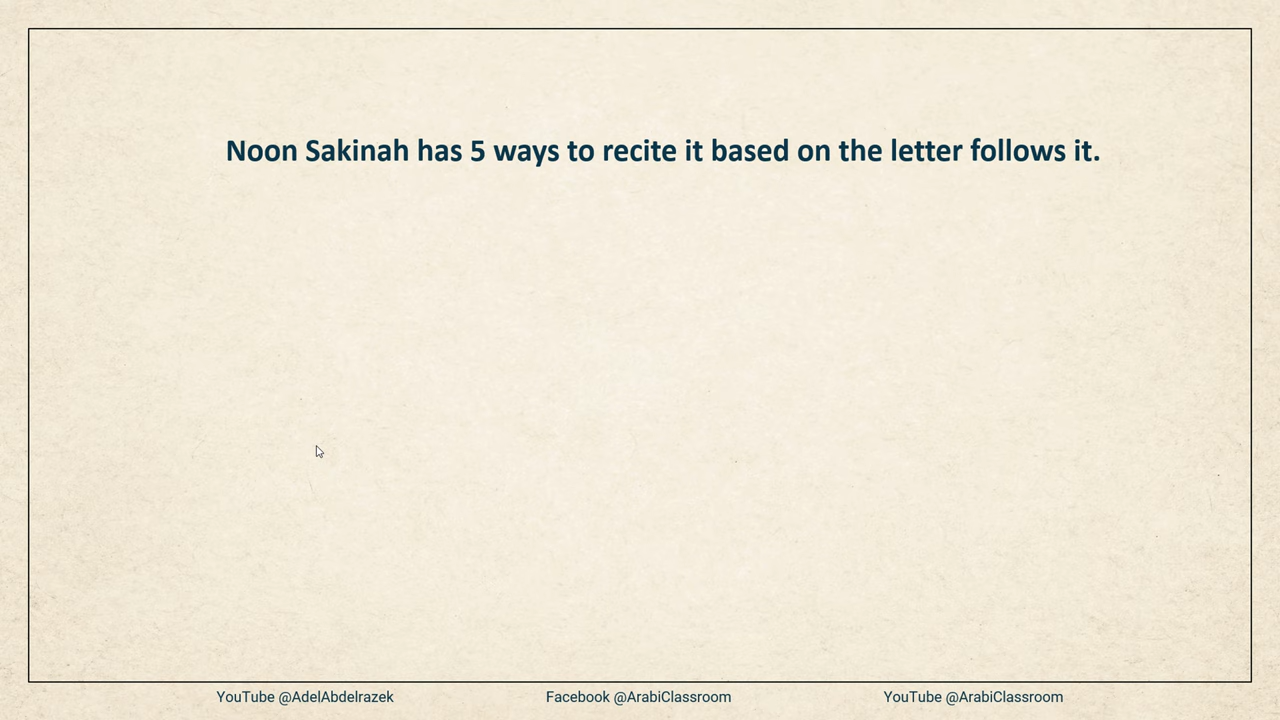 Noon Sakinah has 5 ways to recite it based on the letter follows it.
YouTube @AdelAbdelrazek Facebook @ArabiClassroom YouTube @ArabiClassroom